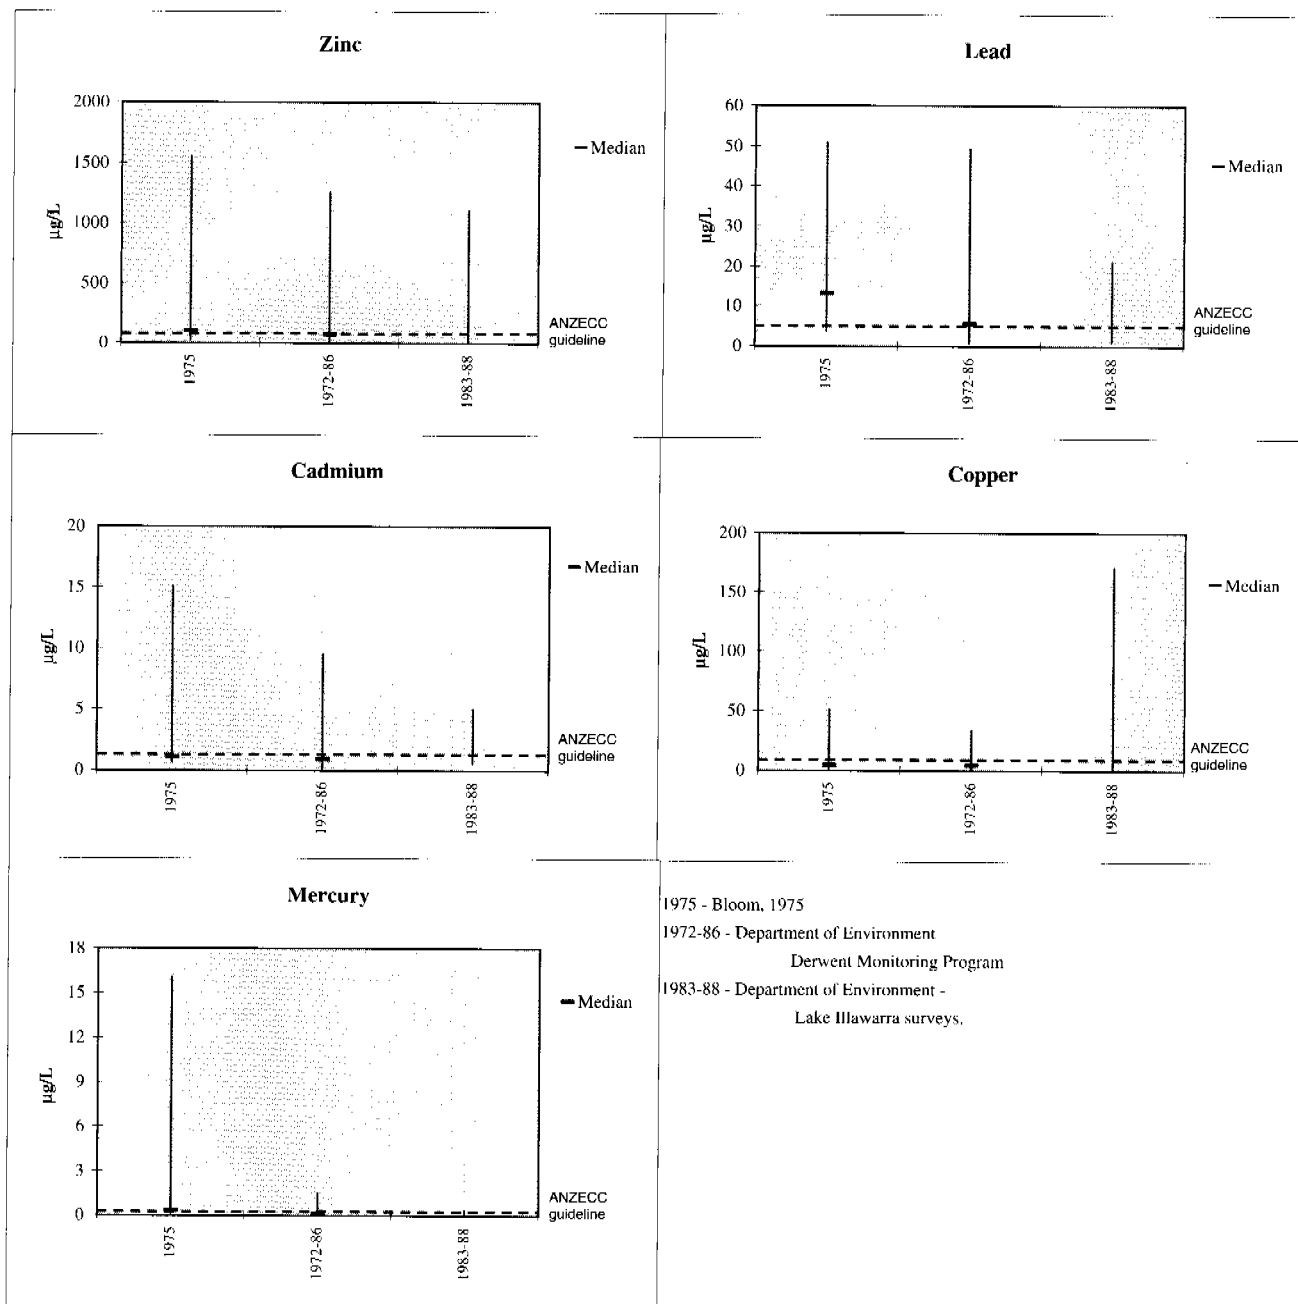 Zinc
2000
1500
1000
500
0
µg/L
Median
ANZECC
guideline
1975
1972-86
1983-88
Lead
60
50
40
30
20
10
0
µg/L
Median
ANZECC
guideline
1975
1972-86
1983-88
Cadmium
20
15
10
5
0
µg/L
Median
ANZECC
guideline
1975
1972-86
1983-88
Copper
200
150
100
50
0
µg/L
Median
ANZECC
guideline
1975
1972-86
1983-88
Mercury
18
15
12
9
6
3
0
µg/L
Median
ANZECC
guideline
1975
1972-86
1983-88
1975 - Bloom, 1975
1972-86 - Department of Environment
Derwent Monitoring Program
1983-88 - Department of Environment -
Lake Illawarra surveys,